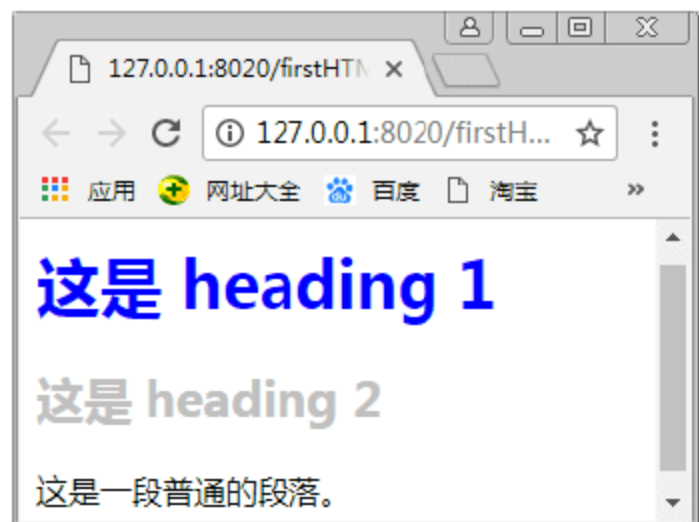 127.0.0.1:8020/firstHTM
127.0.0.1:8020/firstH...
应用 网址大全 百度 淘宝 »
这是 heading 1
这是 heading 2
这是一段普通的段落。